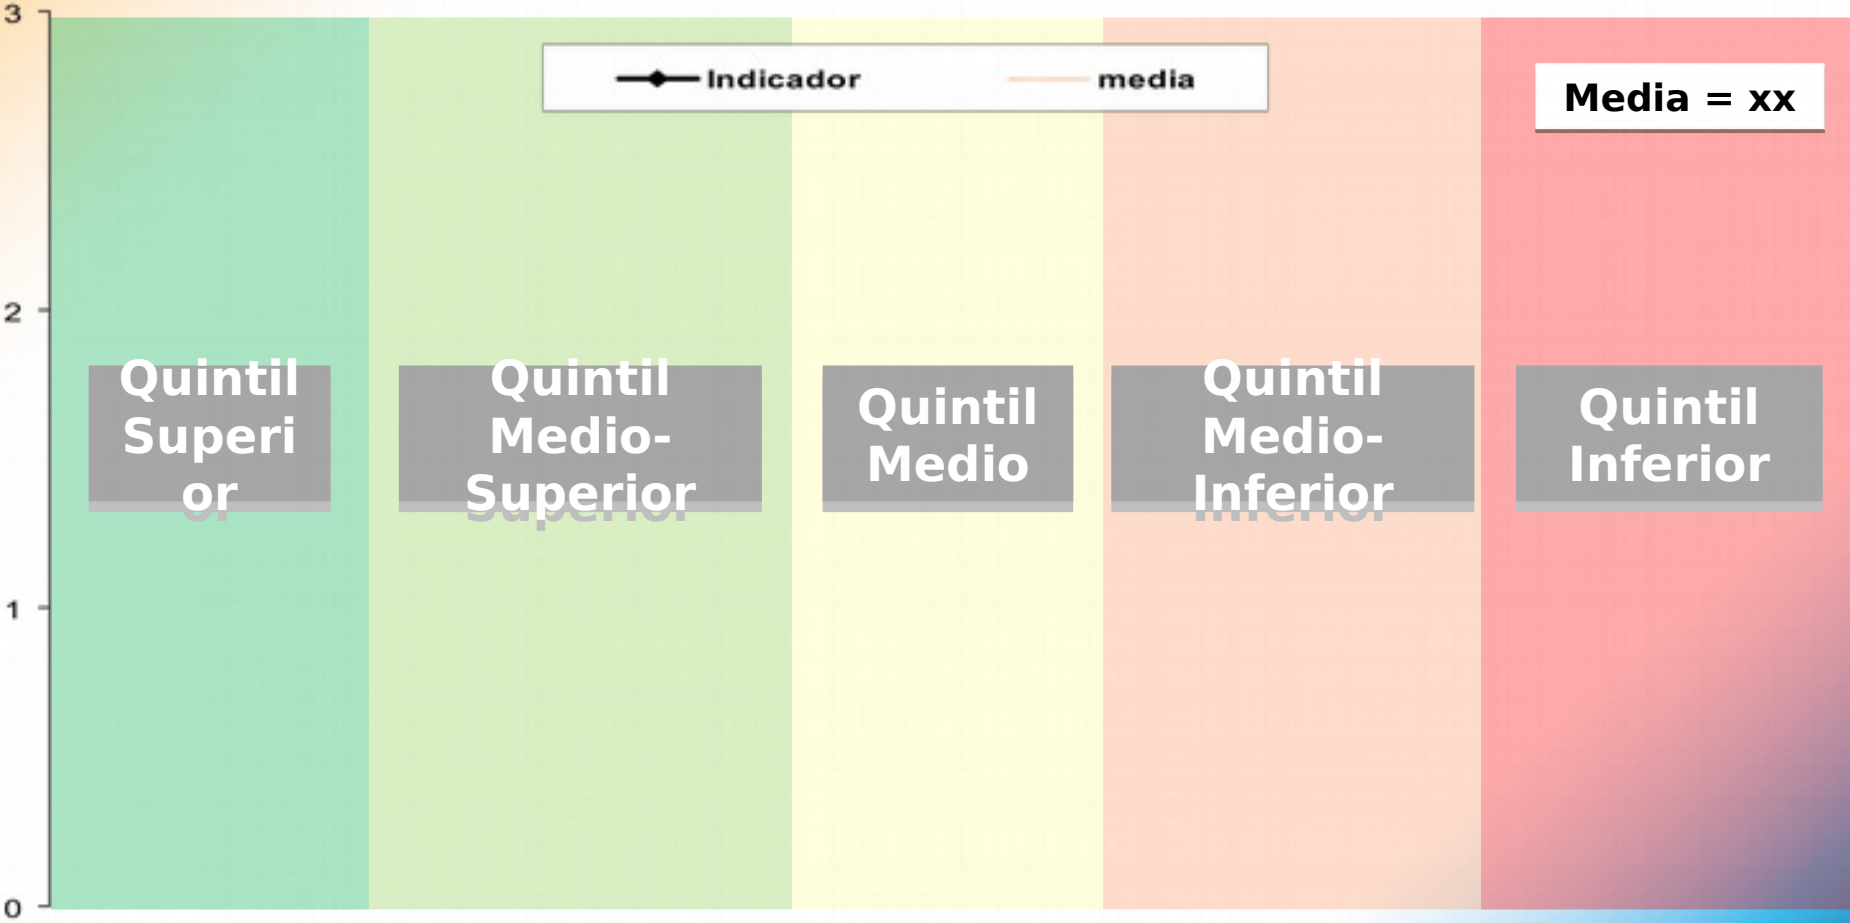 3
Indicador
media
Media = xx
2
Quintil
Superi
or
Quintil
Medio-
Superior
Quintil
Medio
Quintil
Medio-
Inferior
Quintil
Inferior
1
0